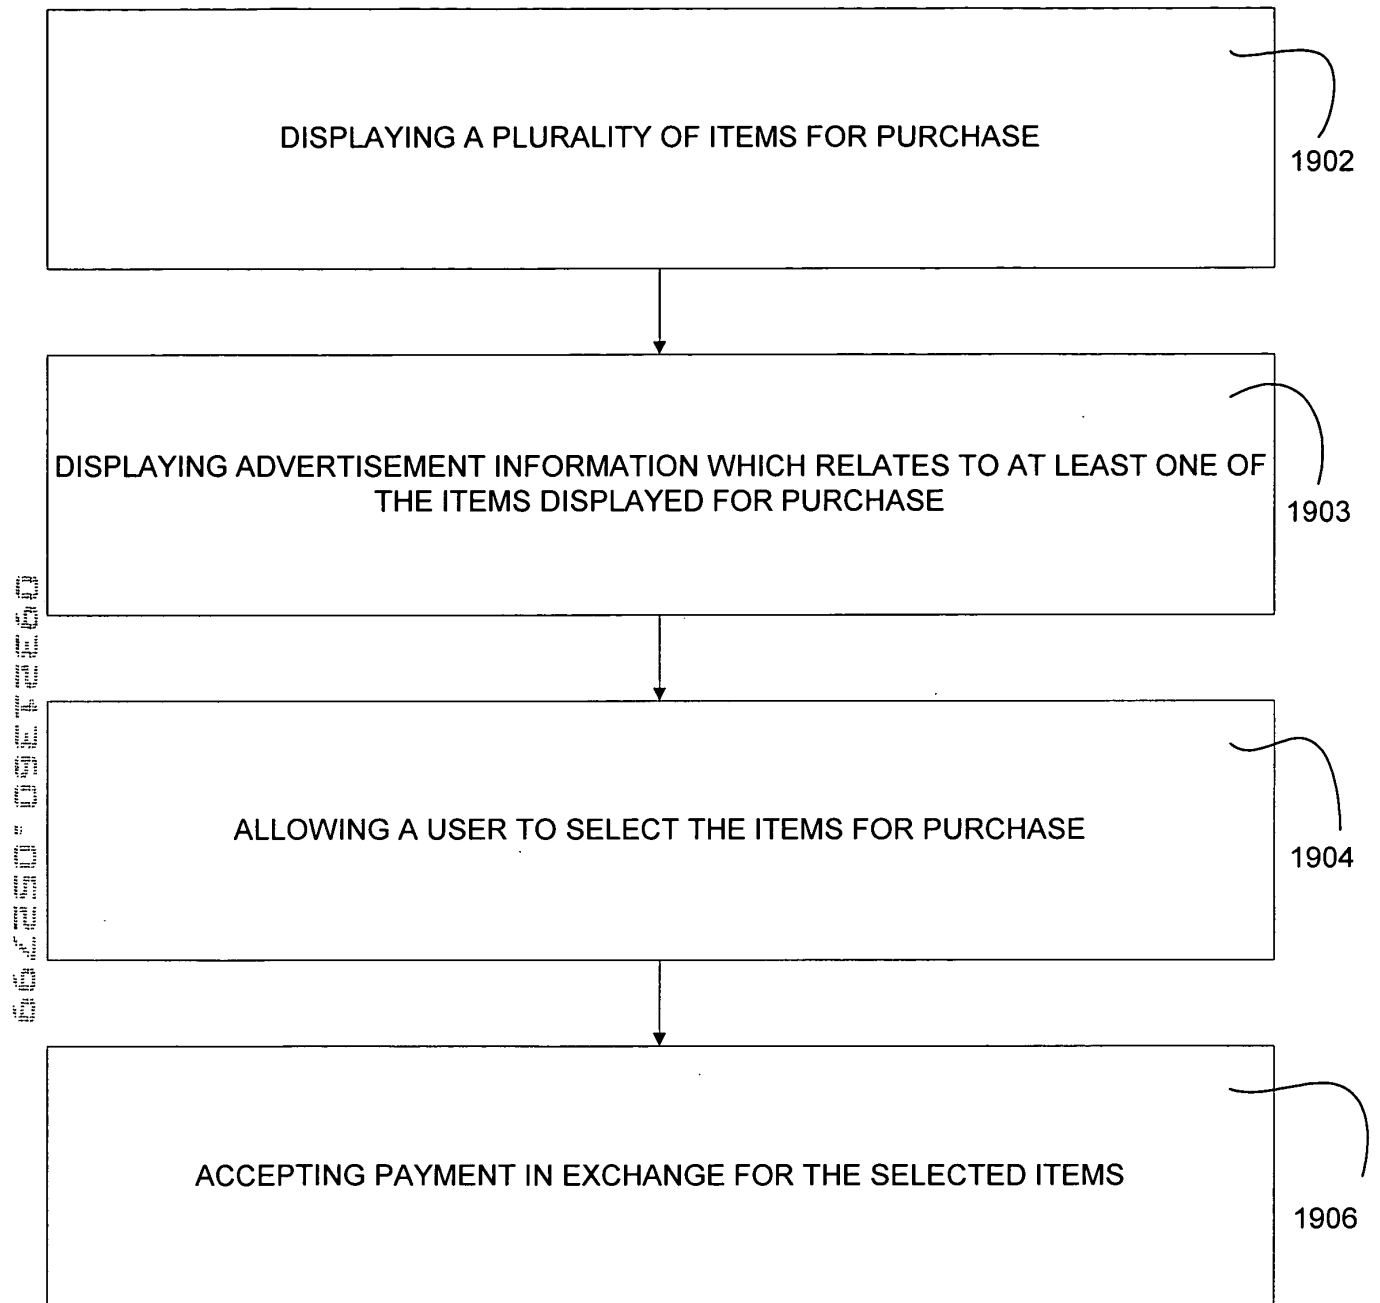 DISPLAYING A PLURALITY OF ITEMS FOR PURCHASE
1902
DISPLAYING ADVERTISEMENT INFORMATION WHICH RELATES TO AT LEAST ONE OF
THE ITEMS DISPLAYED FOR PURCHASE
1903
ALLOWING A USER TO SELECT THE ITEMS FOR PURCHASE
1904
ACCEPTING PAYMENT IN EXCHANGE FOR THE SELECTED ITEMS
1906